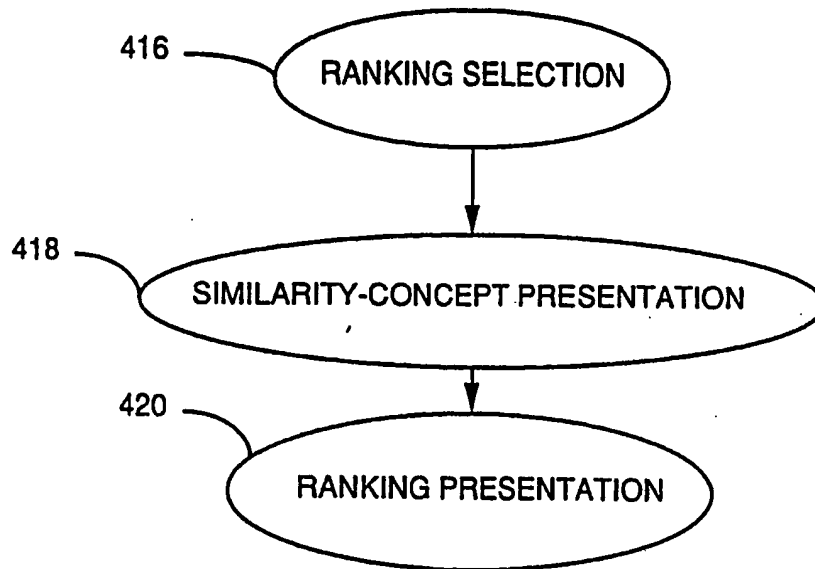 416
RANKING SELECTION
418
SIMILARITY-CONCEPT PRESENTATION
420
RANKING PRESENTATION